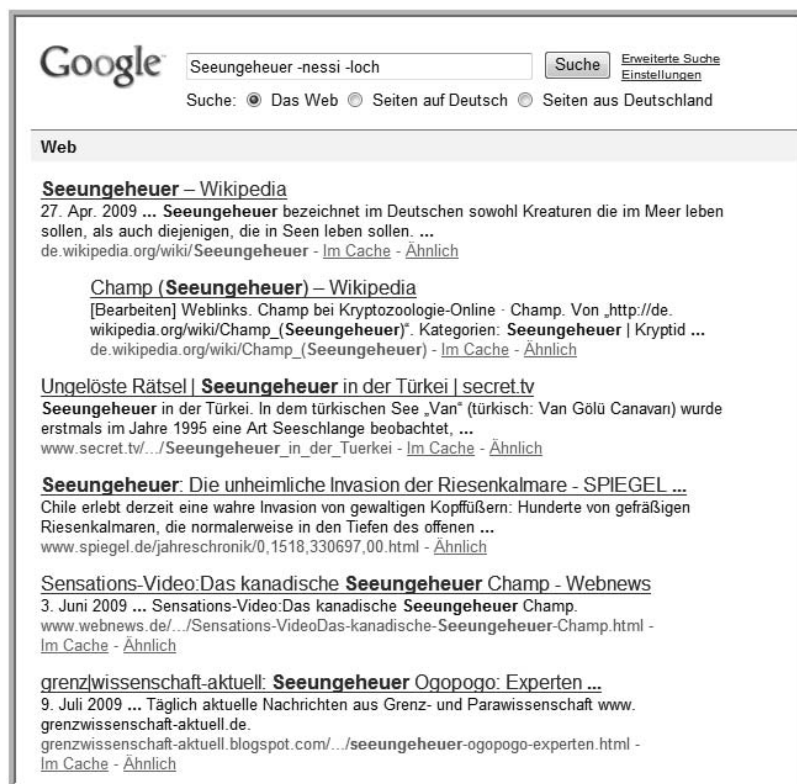 Google
Seeungeheuer -nessi -loch
Suche
Erweiterte Suche
Einstellungen
Suche: Das Web Seiten auf Deutsch Seiten aus Deutschland
Web
Seeungeheuer – Wikipedia
27. Apr. 2009 ... Seeungeheuer bezeichnet im Deutschen sowohl Kreaturen die im Meer leben
sollen, als auch diejenigen, die in Seen leben sollen. ...
de.wikipedia.org/wiki/Seeungeheuer - Im Cache - Ähnlich
Champ (Seeungeheuer) – Wikipedia
[Bearbeiten] Weblinks. Champ bei Kryptozoologie-Online · Champ. Von „http://de.
wikipedia.org/wiki/Champ_(Seeungeheuer)“. Kategorien: Seeungeheuer | Kryptid ...
de.wikipedia.org/wiki/Champ_(Seeungeheuer) - Im Cache - Ähnlich
Ungelöste Rätsel | Seeungeheuer in der Türkei | secret.tv
Seeungeheuer in der Türkei. In dem türkischen See „Van“ (türkisch: Van Gölü Canavarı) wurde
erstmals im Jahre 1995 eine Art Seeschlange beobachtet, ...
www.secret.tv/.../Seeungeheuer_in_der_Tuerkei - Im Cache - Ähnlich
Seeungeheuer: Die unheimliche Invasion der Riesenkalmare - SPIEGEL ...
Chile erlebt derzeit eine wahre Invasion von gewaltigen Kopffüßern: Hunderte von gefräßigen
Riesenkalmaren, die normalerweise in den Tiefen des offenen ...
www.spiegel.de/jahreschronik/0,1518,330697,00.html - Ähnlich
Sensations-Video:Das kanadische Seeungeheuer Champ - Webnews
3. Juni 2009 ... Sensations-Video:Das kanadische Seeungeheuer Champ.
www.webnews.de/.../Sensations-VideoDas-kanadische-Seeungeheuer-Champ.html -
Im Cache - Ähnlich
grenz|wissenschaft-aktuell: Seeungeheuer Ogopogo: Experten ...
9. Juli 2009 ... Täglich aktuelle Nachrichten aus Grenz- und Parawissenschaft www.
grenzwissenschaft-aktuell.de.
grenzwissenschaft-aktuell.blogspot.com/.../seeungeheuer-ogopogo-experten.html -
Im Cache - Ähnlich